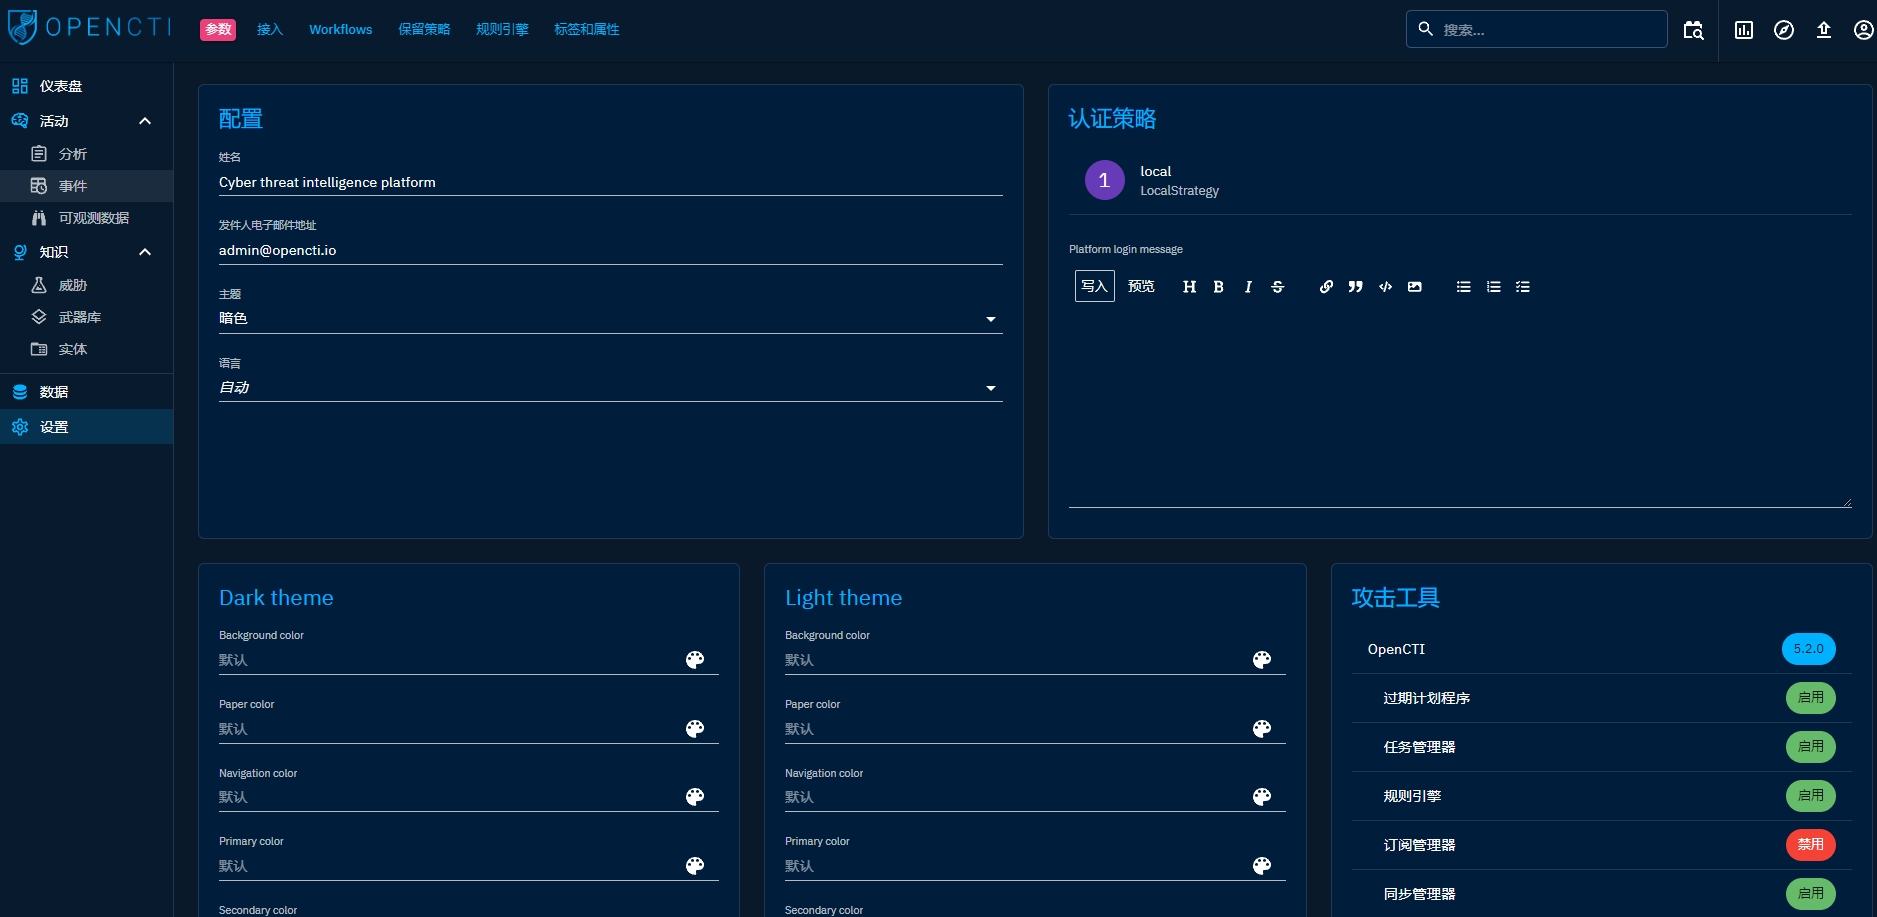 OPENCTI
参数 接入 Workflows 保留策略 规则引擎 标签和属性
搜索...
仪表盘
活动
分析
事件
可观测数据
知识
威胁
武器库
实体
数据
设置
配置
姓名
Cyber threat intelligence platform
发件人电子邮件地址
admin@opencti.io
主题
暗色
语言
自动
认证策略
1
local
LocalStrategy
Platform login message
写入 预览 H B I S
Dark theme
Background color
默认
Paper color
默认
Navigation color
默认
Primary color
默认
Secondary color
Light theme
Background color
默认
Paper color
默认
Navigation color
默认
Primary color
默认
Secondary color
攻击工具
OpenCTI 5.2.0
过期计划程序 启用
任务管理器 启用
规则引擎 启用
订阅管理器 禁用
同步管理器 启用